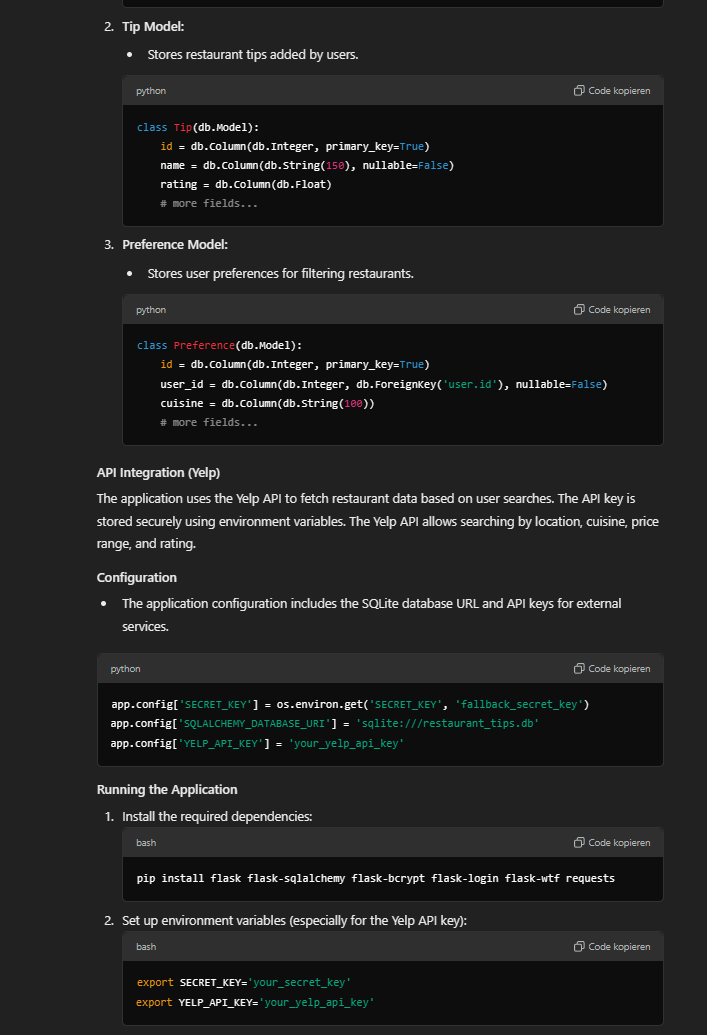 2. Tip Model:
• Stores restaurant tips added by users.
python
Code kopieren
class Tip(db.Model):
    id = db.Column(db.Integer, primary_key=True)
    name = db.Column(db.String(150), nullable=False)
    rating = db.Column(db.Float)
    # more fields...
3. Preference Model:
• Stores user preferences for filtering restaurants.
python
Code kopieren
class Preference(db.Model):
    id = db.Column(db.Integer, primary_key=True)
    user_id = db.Column(db.Integer, db.ForeignKey('user.id'), nullable=False)
    cuisine = db.Column(db.String(100))
    # more fields...
API Integration (Yelp)
The application uses the Yelp API to fetch restaurant data based on user searches. The API key is
stored securely using environment variables. The Yelp API allows searching by location, cuisine, price
range, and rating.
Configuration
• The application configuration includes the SQLite database URL and API keys for external
services.
python
Code kopieren
app.config['SECRET_KEY'] = os.environ.get('SECRET_KEY', 'fallback_secret_key')
app.config['SQLALCHEMY_DATABASE_URI'] = 'sqlite:///restaurant_tips.db'
app.config['YELP_API_KEY'] = 'your_yelp_api_key'
Running the Application
1. Install the required dependencies:
bash
Code kopieren
pip install flask flask-sqlalchemy flask-bcrypt flask-login flask-wtf requests
2. Set up environment variables (especially for the Yelp API key):
bash
Code kopieren
export SECRET_KEY='your_secret_key'
export YELP_API_KEY='your_yelp_api_key'